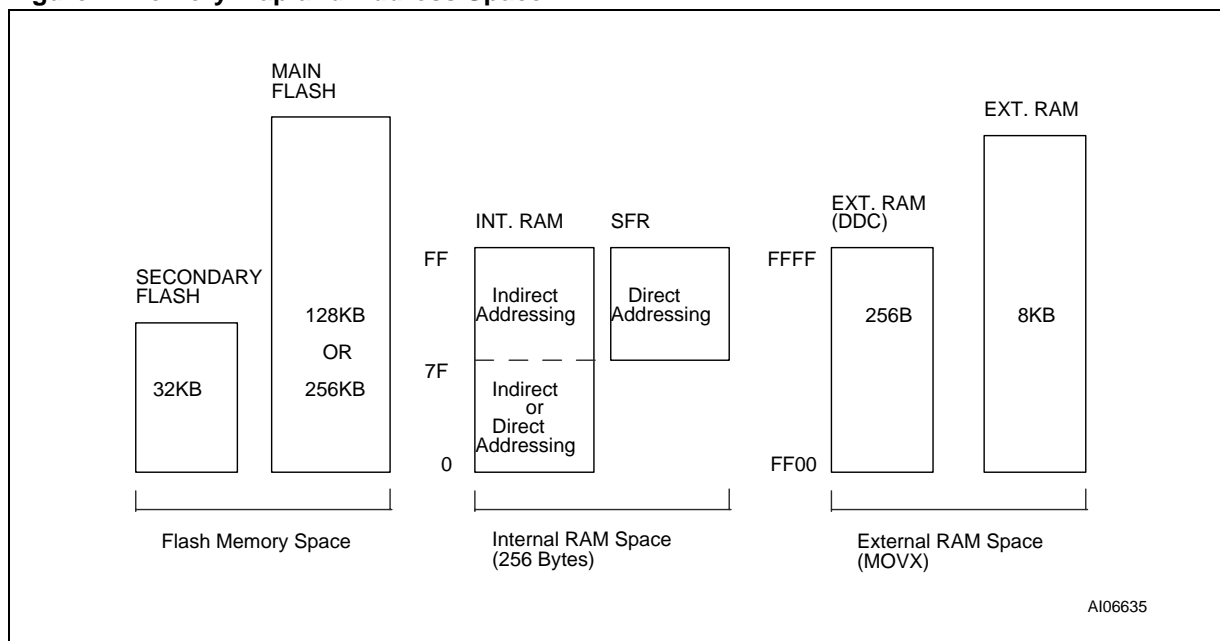 MAIN
FLASH
EXT. RAM
EXT. RAM
(DDC)
INT. RAM
SFR
FF
FFFF
SECONDARY
FLASH
Indirect
Addressing
Direct
Addressing
128KB
OR
256KB
256B
8KB
7F
32KB
Indirect
or
Direct
Addressing
0
FF00
Flash Memory Space
Internal RAM Space
(256 Bytes)
External RAM Space
(MOVX)
AI06635